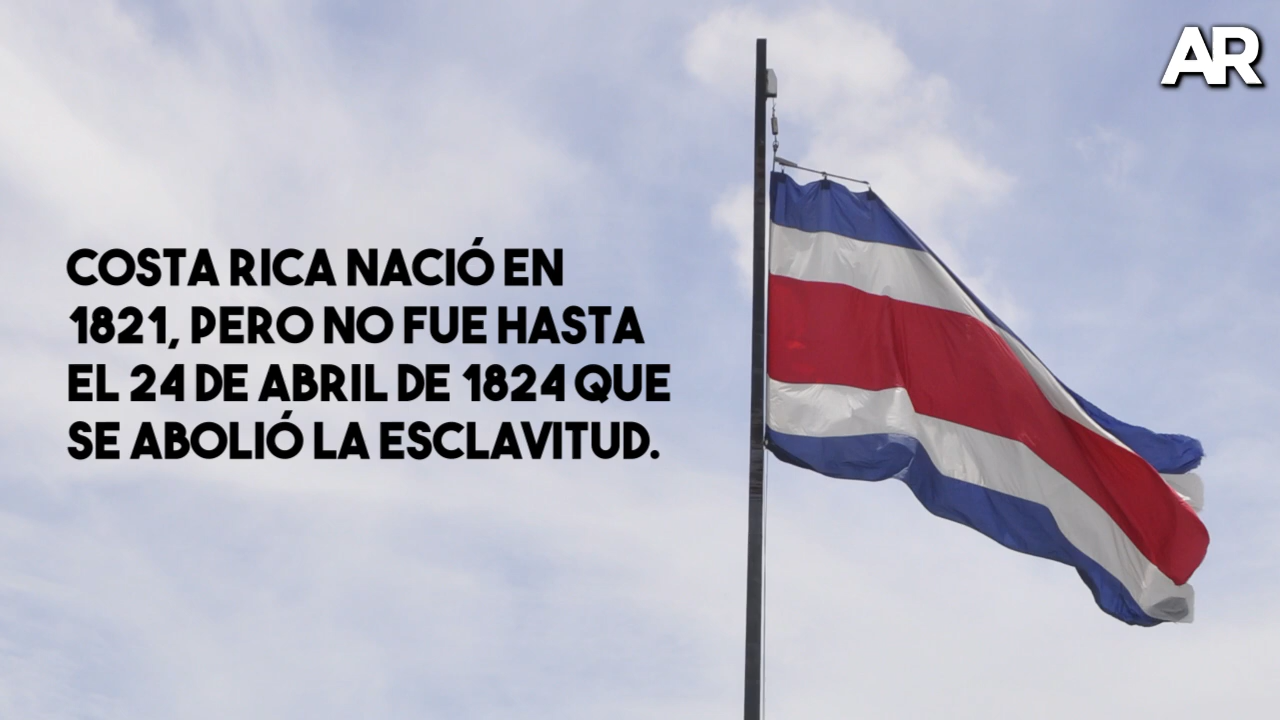 AR
COSTA RICA NACIÓ EN
1821, PERO NO FUE HASTA
EL 24 DE ABRIL DE 1824 QUE
SE ABOLIÓ LA ESCLAVITUD.